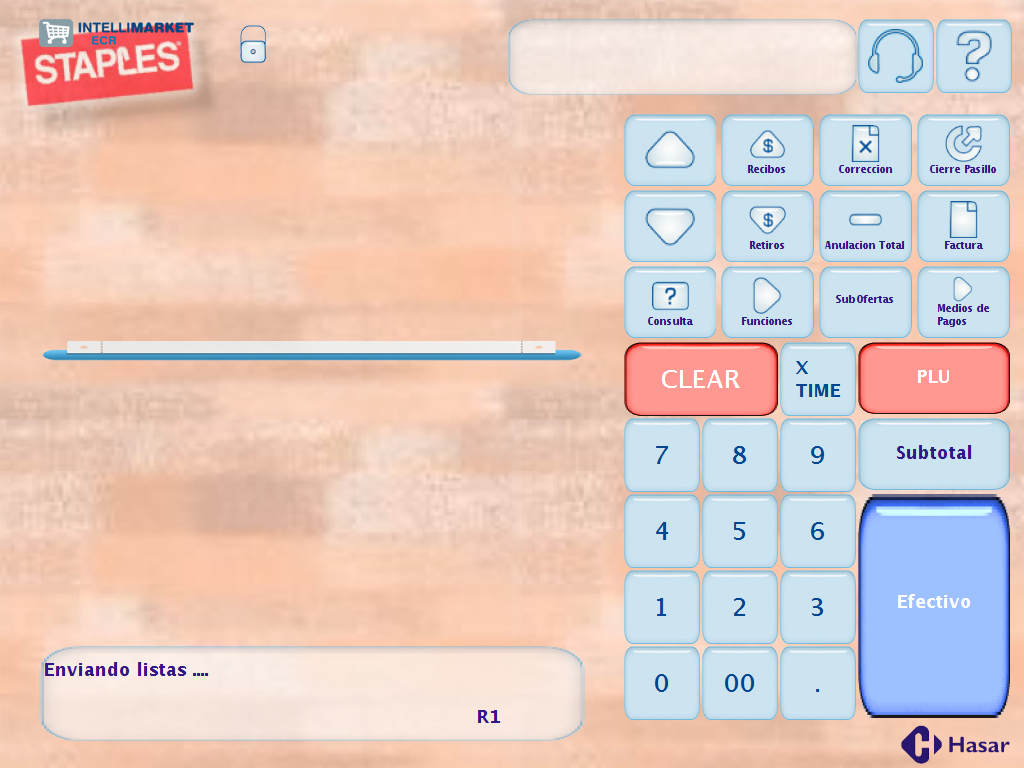 INTELLIMARKET
ECR
STAPLES
?
$
Recibos
X
Correccion
Cierre Pasillo
$
Retiros
Anulacion Total
Factura
?
Consulta
Funciones
SubOfertas
Medios de
Pagos
CLEAR
X
TIME
PLU
7
8
9
Subtotal
4
5
6
1
2
3
Efectivo
0
00
.
Enviando listas ....
R1
Hasar